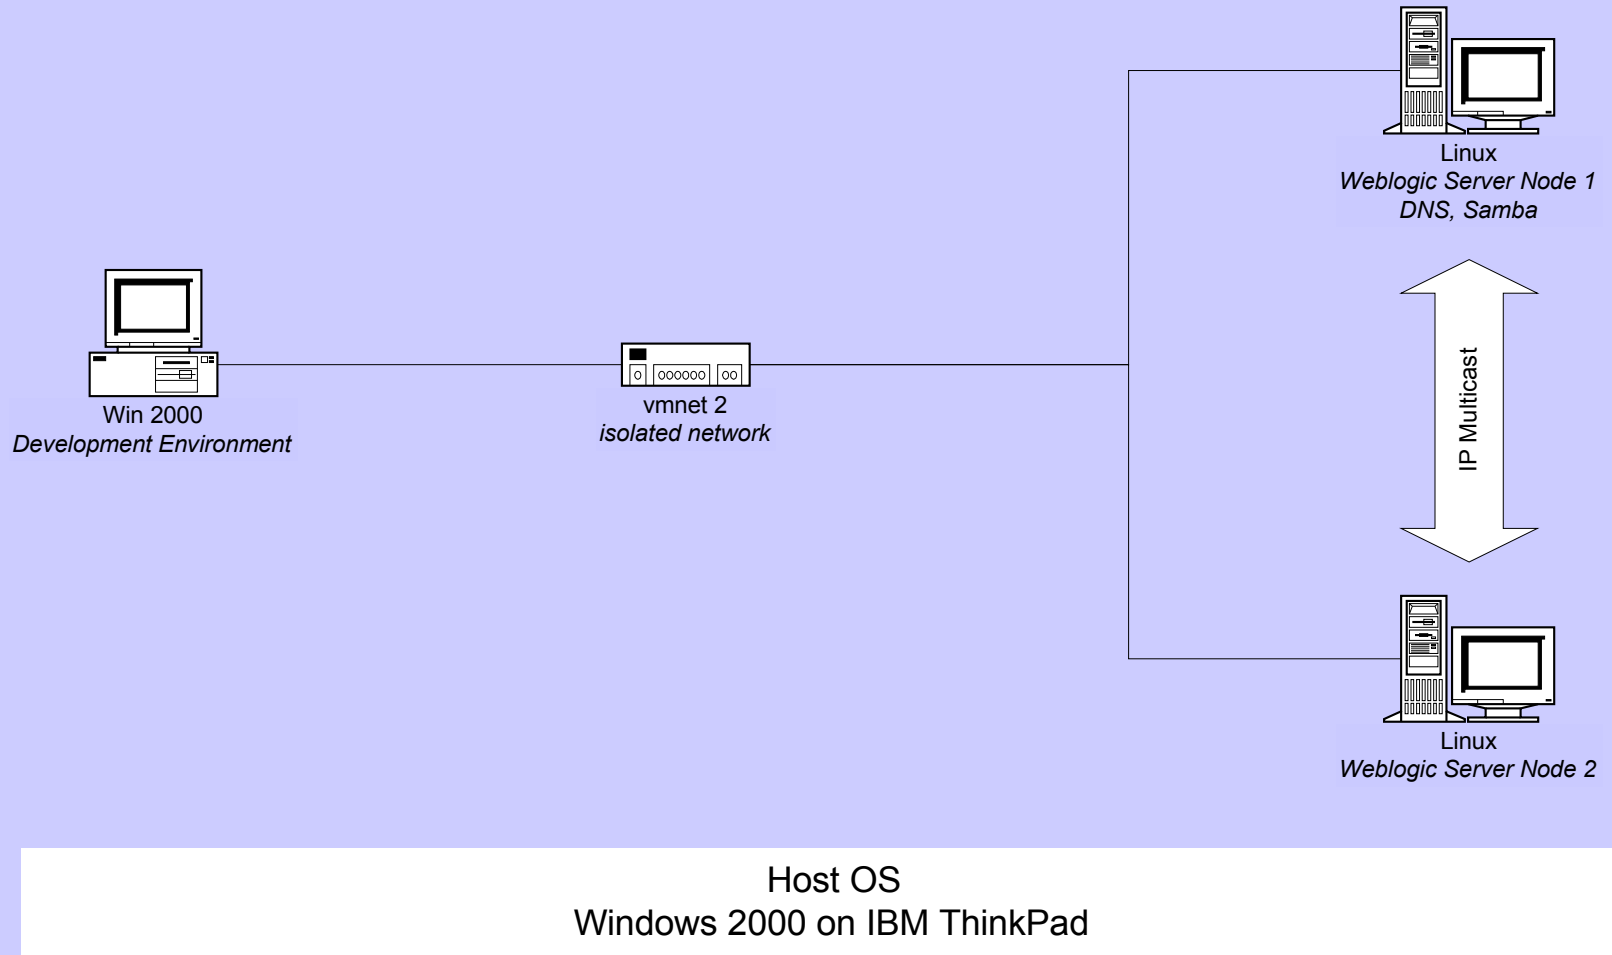 Linux
Weblogic Server Node 1
DNS, Samba
IP Multicast
Win 2000
Development Environment
vmnet 2
isolated network
Linux
Weblogic Server Node 2
Host OS
Windows 2000 on IBM ThinkPad